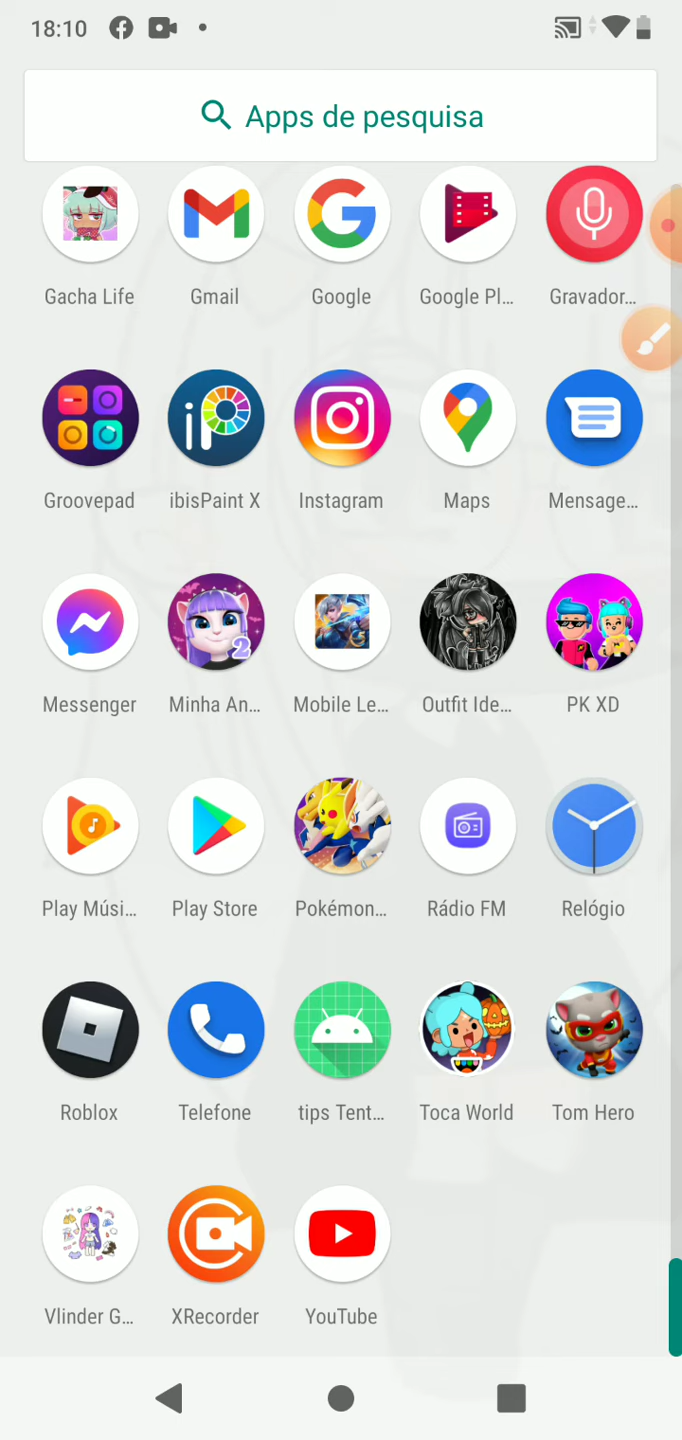 18:10
Apps de pesquisa
Gacha Life Gmail Google Google Pl... Gravador...
Groovepad ibisPaint X Instagram Maps Mensage...
Messenger Minha An... Mobile Le... Outfit Ide... PK XD
Play Músi... Play Store Pokémon... Rádio FM Relógio
Roblox Telefone tips Tent... Toca World Tom Hero
Vlinder G... XRecorder YouTube